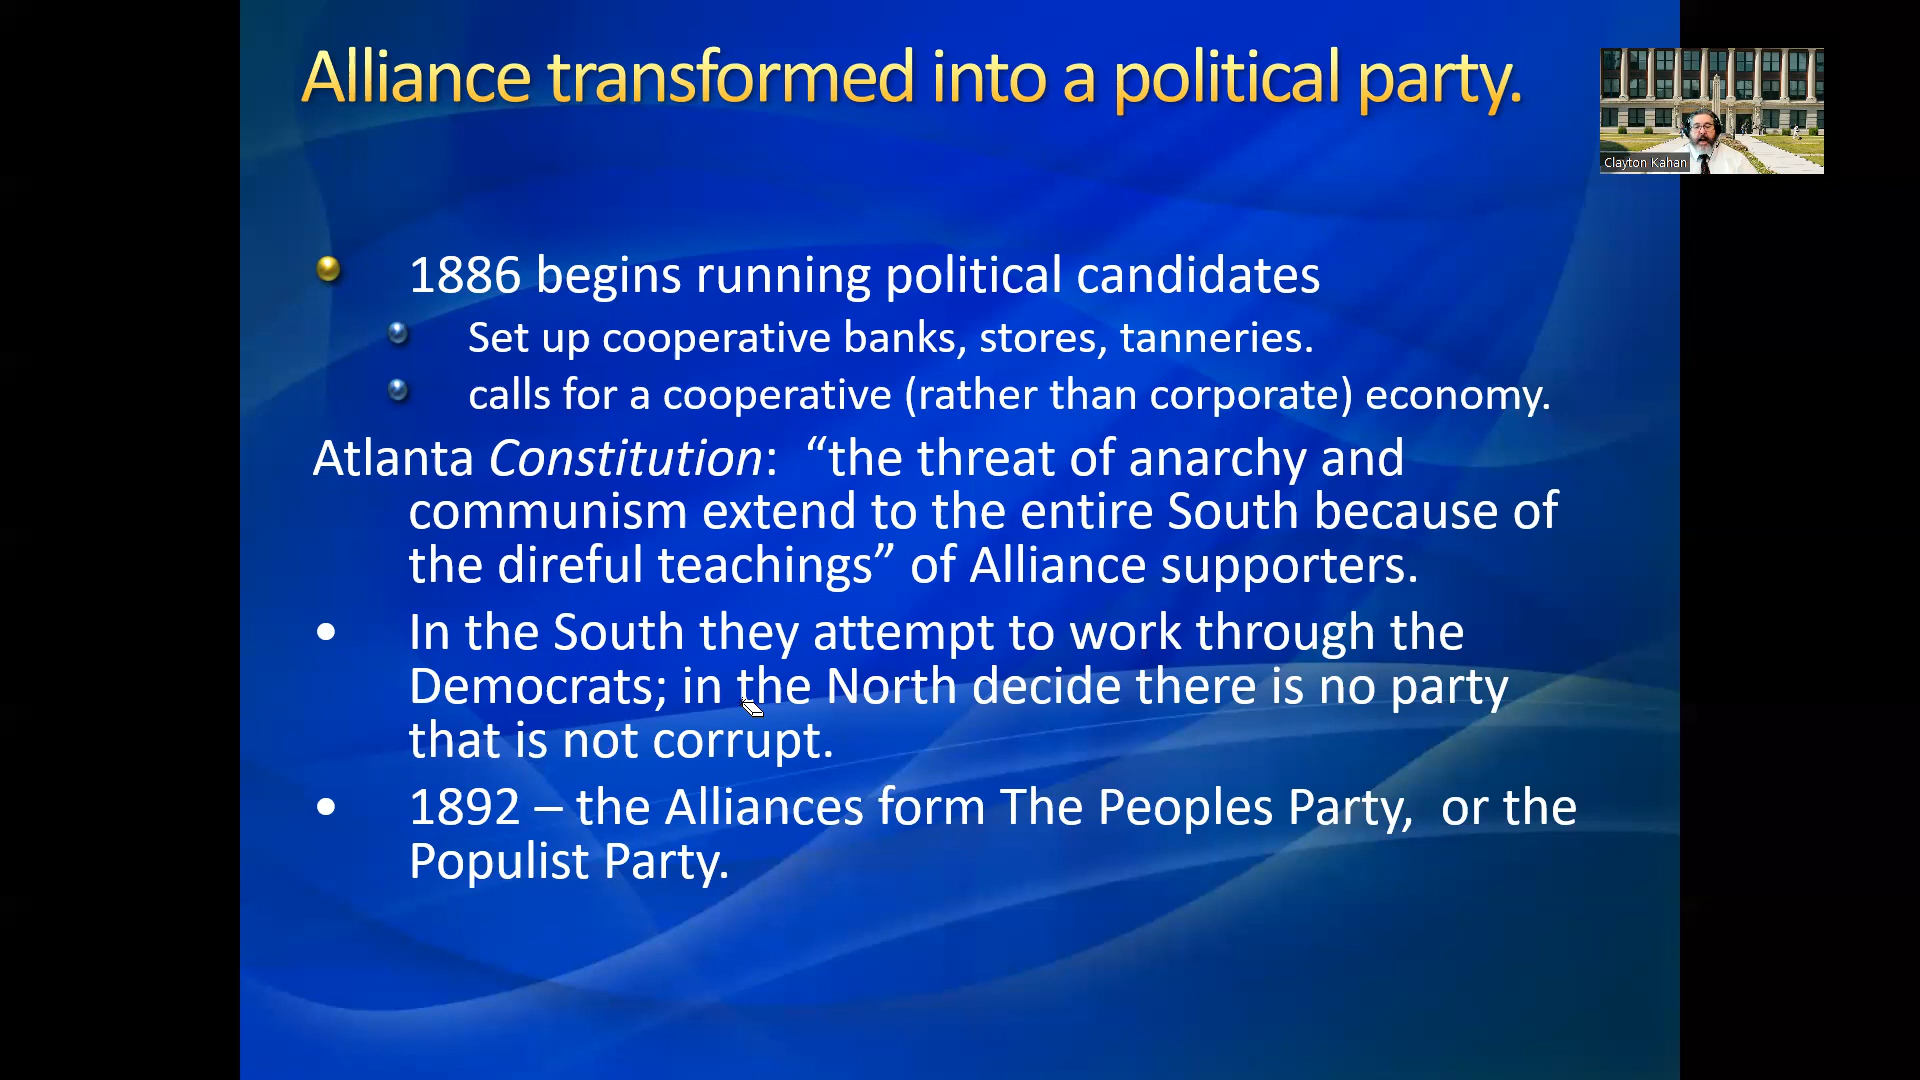 Alliance transformed into a political party.
Clayton Kahan
1886 begins running political candidates
Set up cooperative banks, stores, tanneries.
calls for a cooperative (rather than corporate) economy.
Atlanta Constitution:  “the threat of anarchy and
communism extend to the entire South because of
the direful teachings” of Alliance supporters.
• In the South they attempt to work through the
Democrats; in the North decide there is no party
that is not corrupt.
• 1892 – the Alliances form The Peoples Party,  or the
Populist Party.